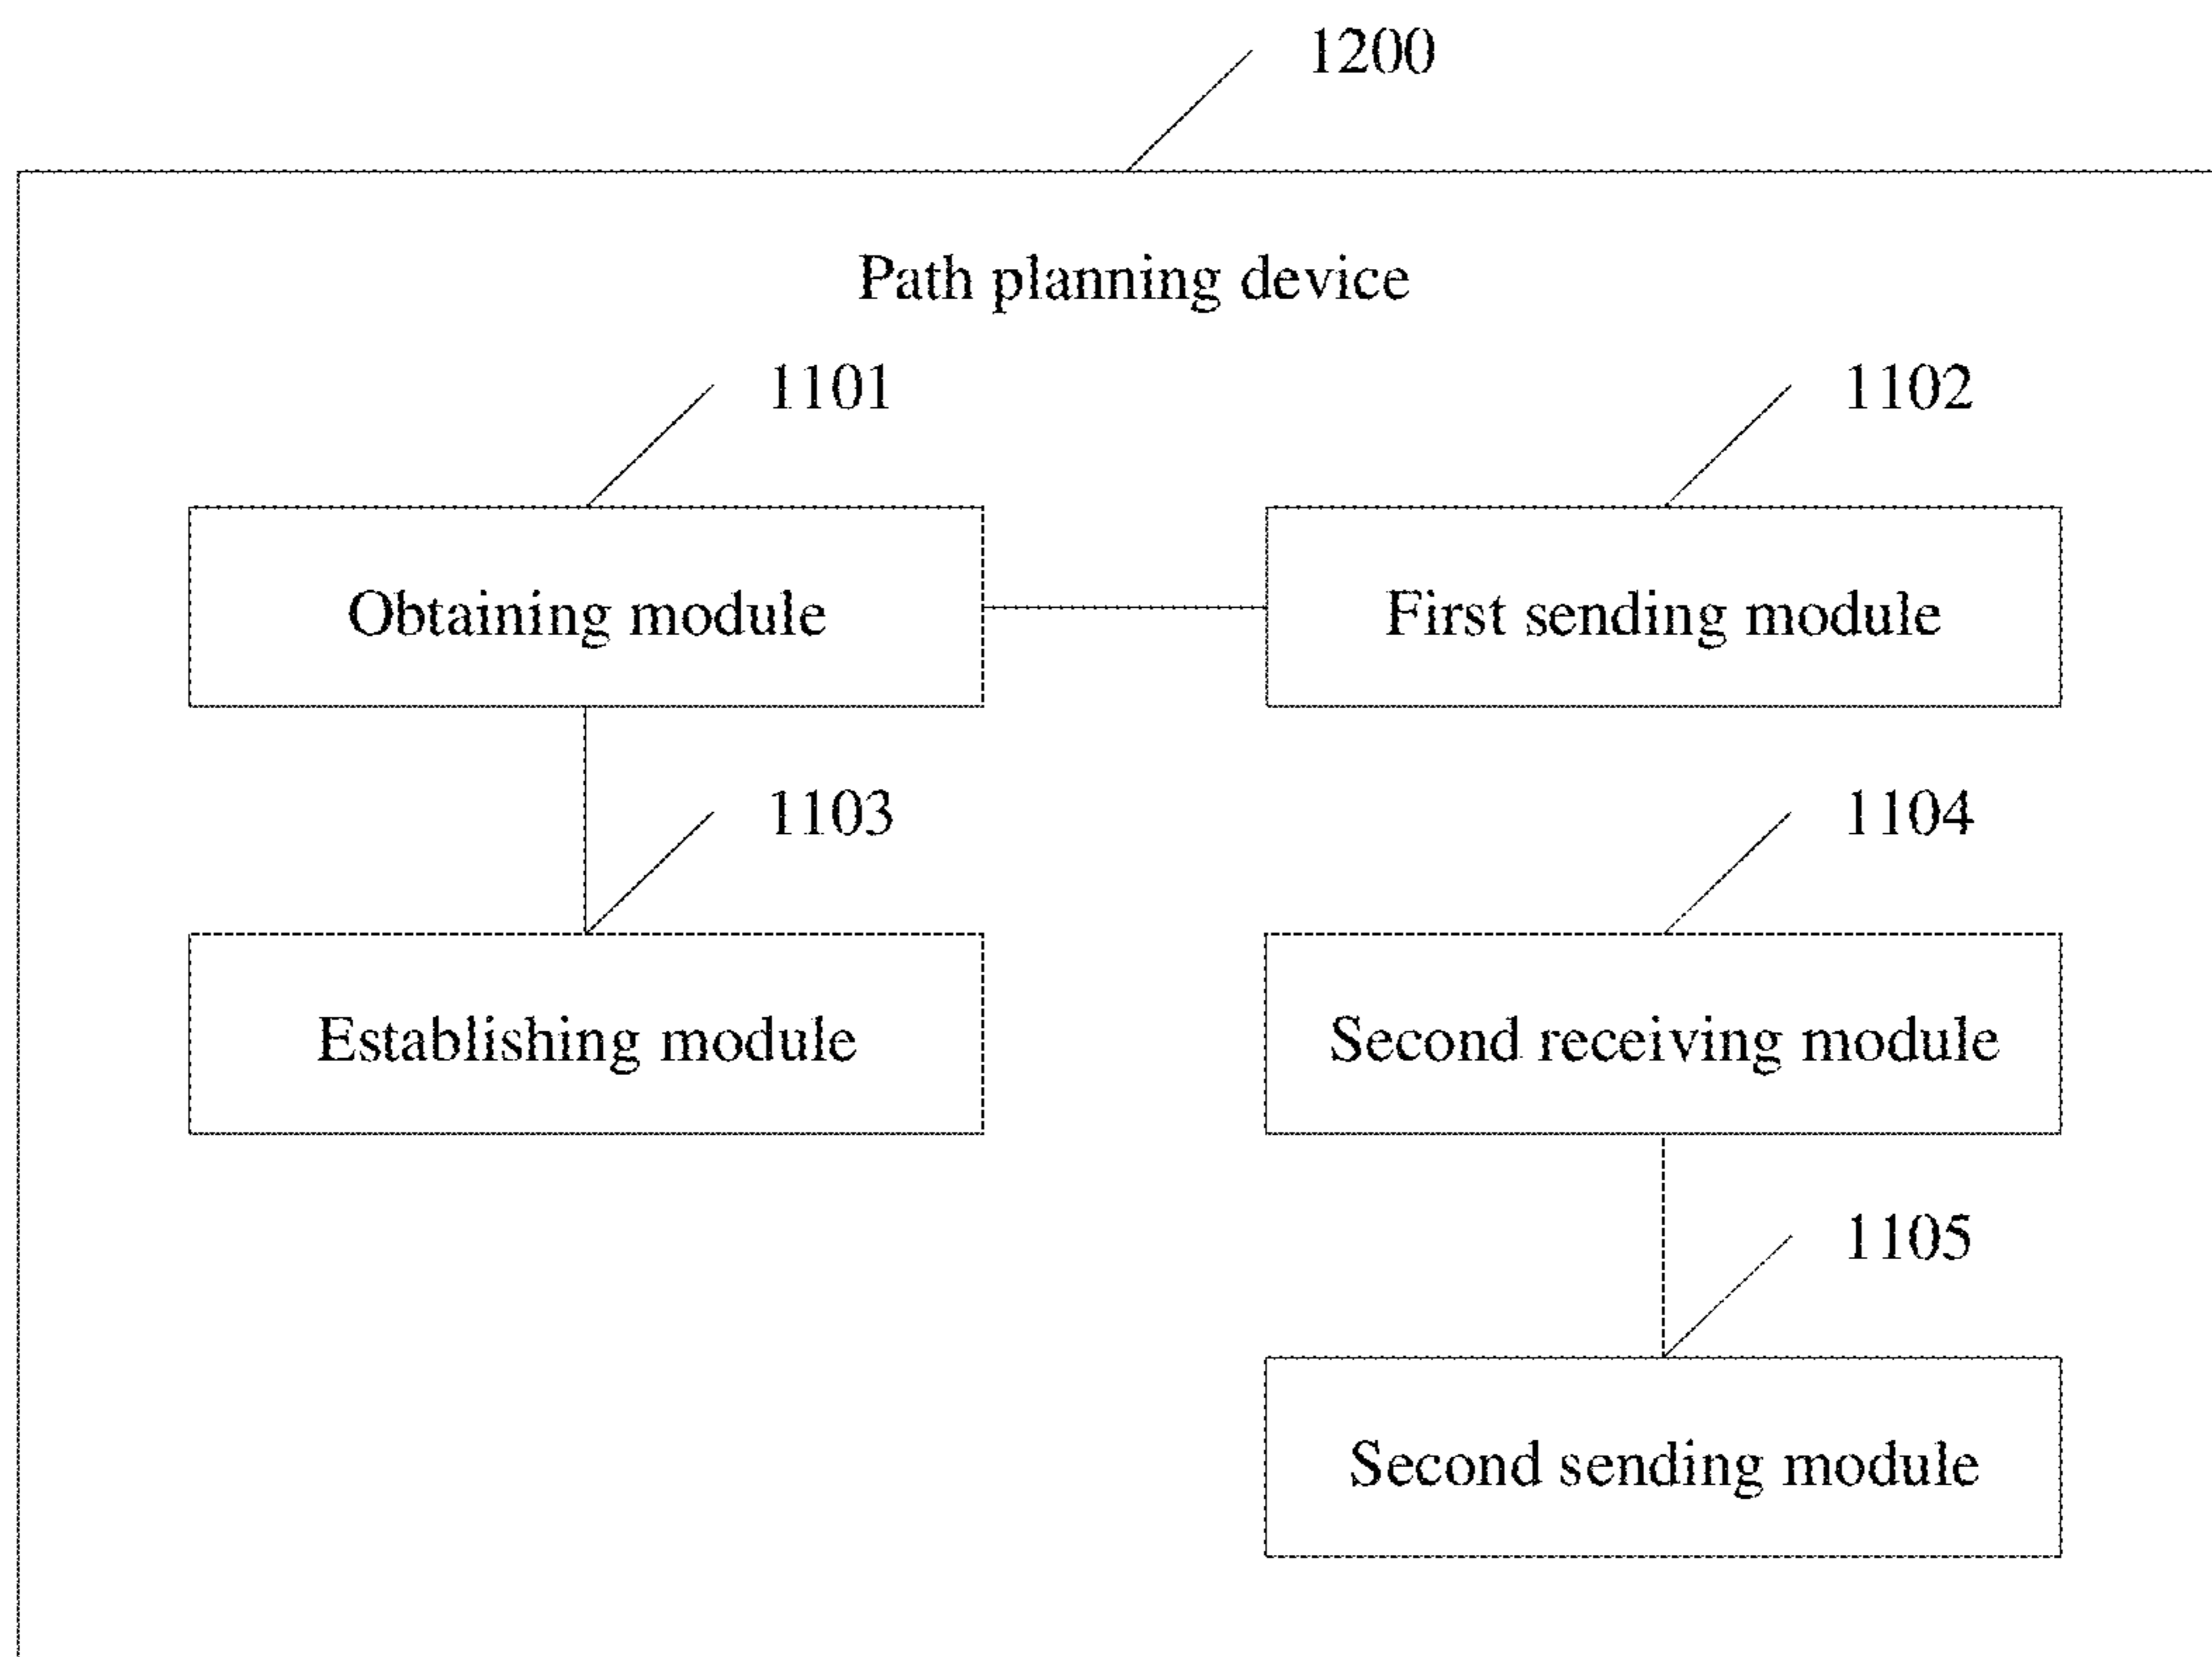 1200
Path planning device
1101
1102
Obtaining module
First sending module
1103
1104
Establishing module
Second receiving module
1105
Second sending module